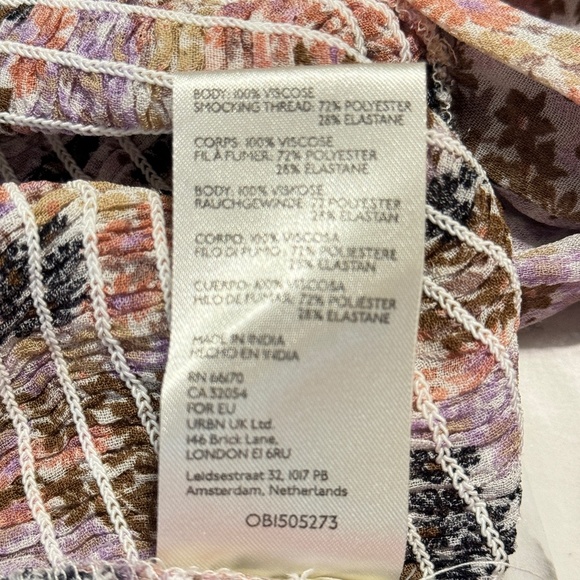 BODY: 100% VISCOSE
SMOCKING THREAD: 72% POLYESTER
28% ELASTANE
CORPS: 100% VISCOSE
FIL À FUMER: 72% POLYESTER
28% ÉLASTANE
BODY: 100% VISKOSE
RAUCHGEWINDE: 72 POLYESTER
28% ELASTAN
CORPO: 100% VISCOSA
FILO DI FUMO: 72% POLIESTERE
28% ELASTAN
CUERPO: 100% VISCOSA
HILO DE FUMAR: 72% POLIÉSTER
28% ELASTANE
MADE IN INDIA
HECHO EN INDIA
RN 66170
CA 32054
FOR EU
URBN UK Ltd.
146 Brick Lane,
LONDON E1 6RU
Leidsestraat 32, 1017 PB
Amsterdam, Netherlands
OB1505273